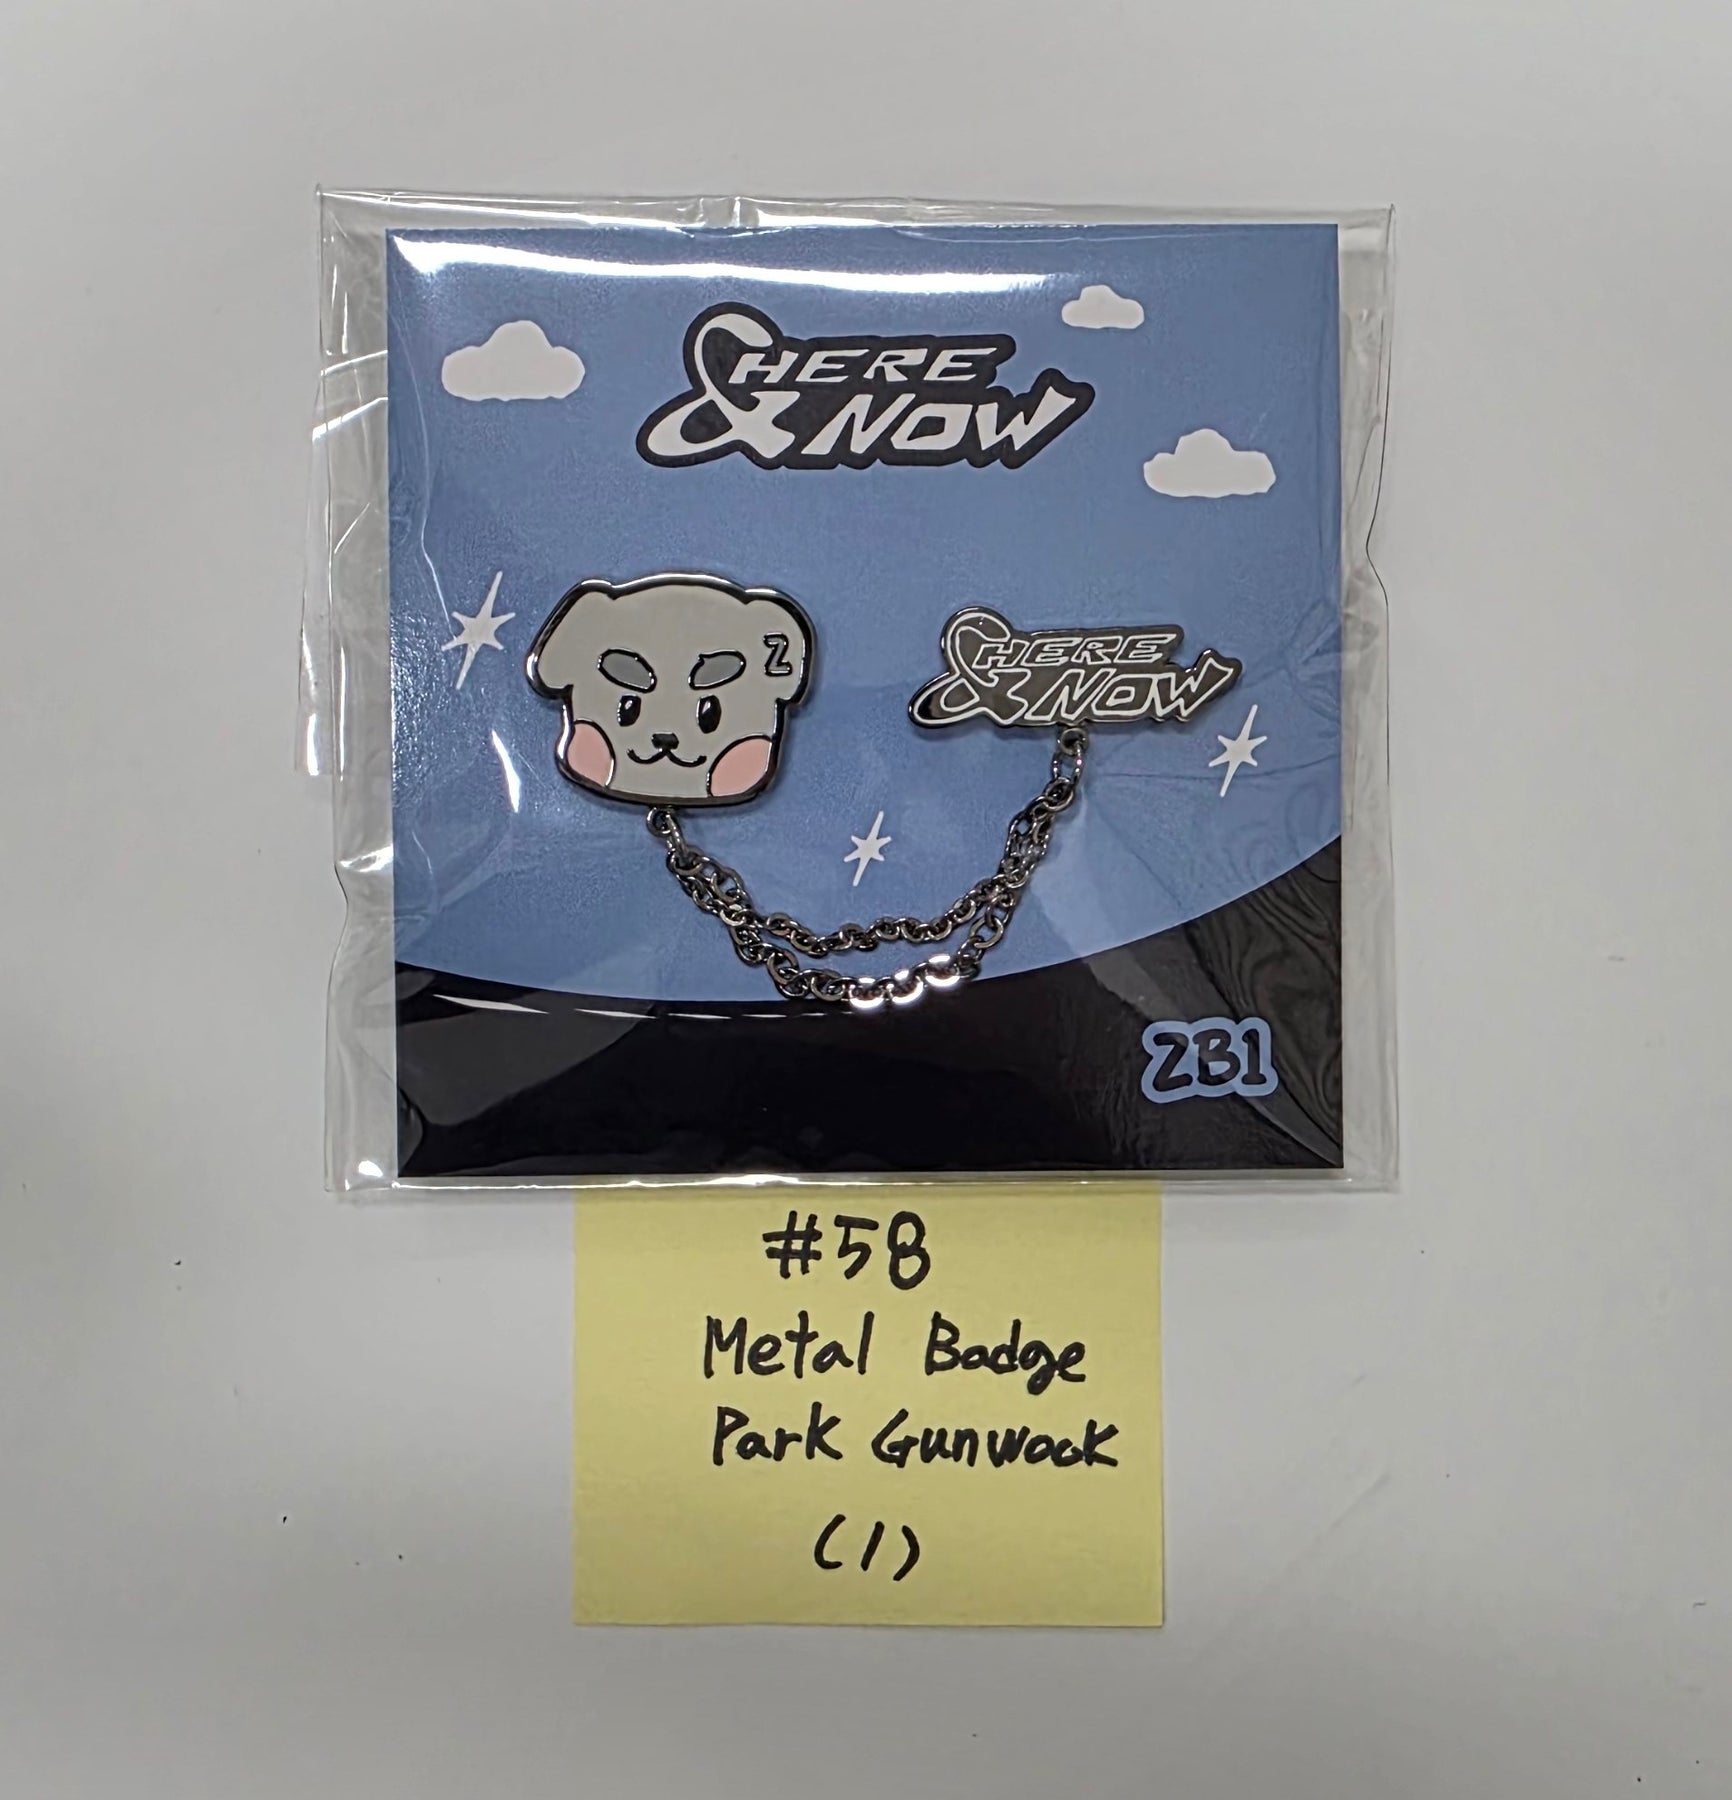 &HERE
NOW
Z
&HERE
NOW
ZB1
#58
Metal Badge
Park Gunwook
(1)